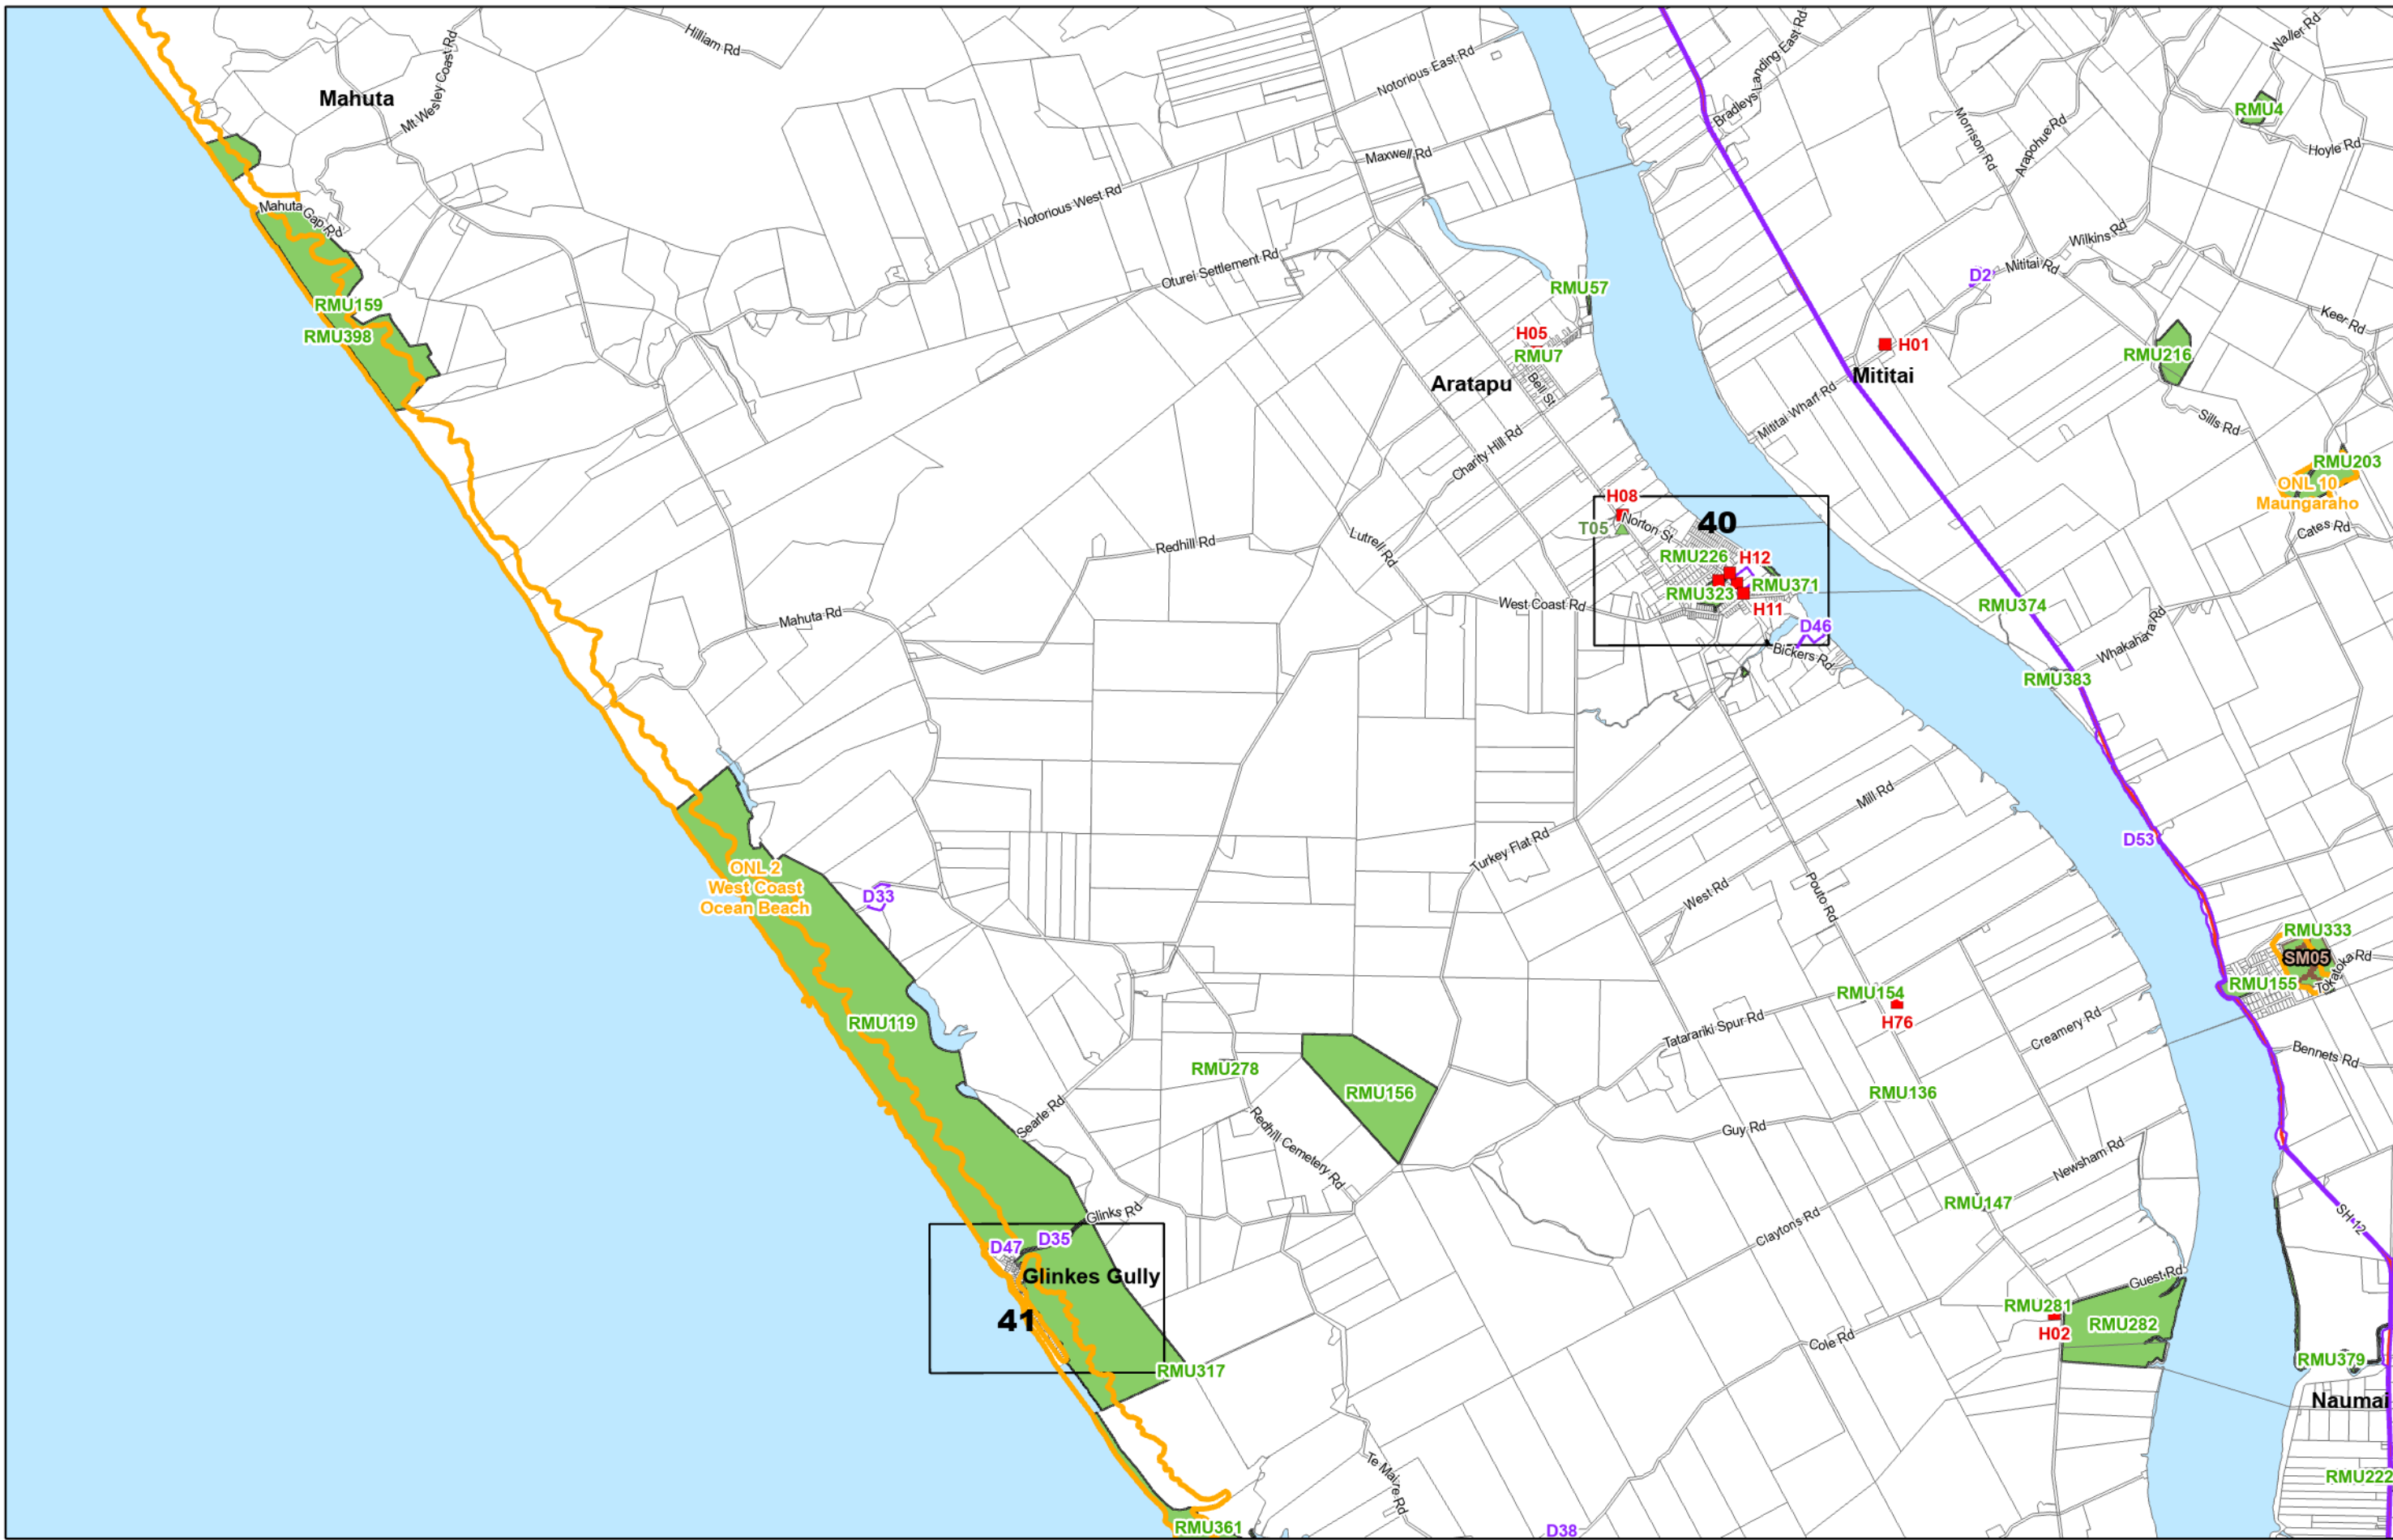 Hilliam Rd
Mahuta
Mt Wesley Coast Rd
Notorious East Rd
Bradleys Landing East Rd
Waller Rd
RMU4
Hoyle Rd
Morrison Rd
Arapohue Rd
Maxwell Rd
Notorious West Rd
Mahuta Gap Rd
Wilkins Rd
Mititai Rd
D2
Oturei Settlement Rd
RMU57
RMU159
RMU398
H05
RMU7
Keer Rd
H01
RMU216
Mititai
Aratapu
Bell St
Mititai Wharf Rd
Sills Rd
Charity Hill Rd
RMU203
ONL 10
Maungaraho
Cates Rd
H08
T05
Norton St
40
Redhill Rd
Lutrell Rd
RMU226
H12
RMU371
RMU323
H11
West Coast Rd
RMU374
Mahuta Rd
D46
Bickers Rd
Whakahara Rd
RMU383
Mill Rd
Turkey Flat Rd
D53
ONL 2
West Coast
Ocean Beach
D33
West Rd
Pouto Rd
RMU333
SM05
Tokatoka Rd
RMU155
RMU154
H76
RMU119
Tatarariki Spur Rd
Creamery Rd
Bennets Rd
RMU278
RMU156
RMU136
Searle Rd
Redhill Cemetery Rd
Guy Rd
Newsham Rd
RMU147
Glinks Rd
Claytons Rd
SH 12
D47
D35
Glinkes Gully
41
Guest Rd
RMU281
RMU282
H02
Cole Rd
RMU379
RMU317
Naumai
Te Maire Rd
RMU222
RMU361
D38